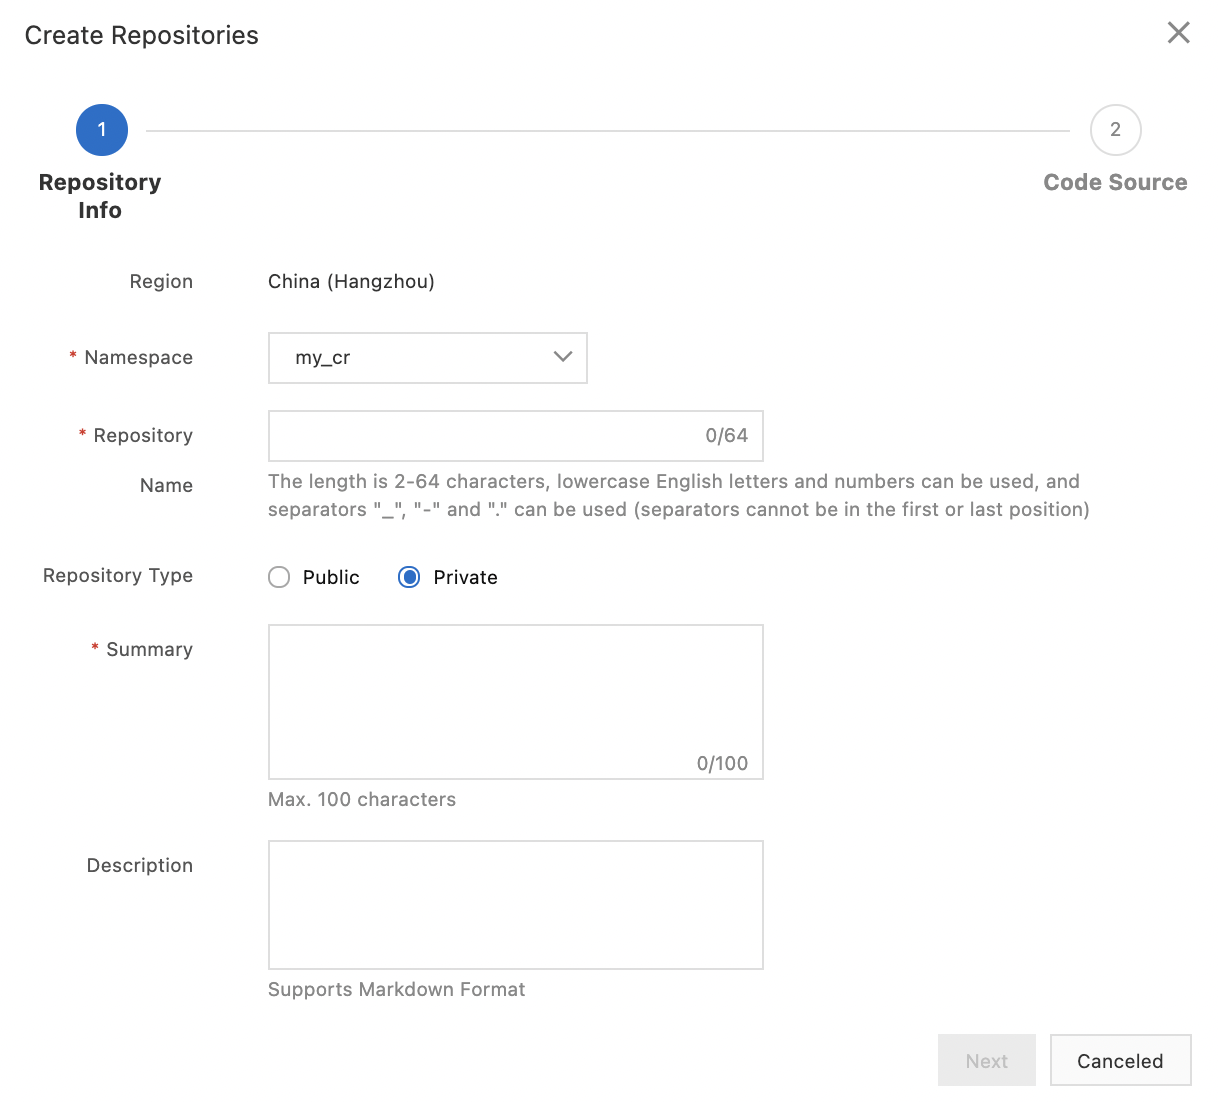 Create Repositories
1
2
Repository
Info
Code Source
Region
China (Hangzhou)
* Namespace
my_cr
* Repository
Name
0/64
The length is 2-64 characters, lowercase English letters and numbers can be used, and
separators "_", "-" and "." can be used (separators cannot be in the first or last position)
Repository Type
Public
Private
* Summary
0/100
Max. 100 characters
Description
Supports Markdown Format
Next
Canceled